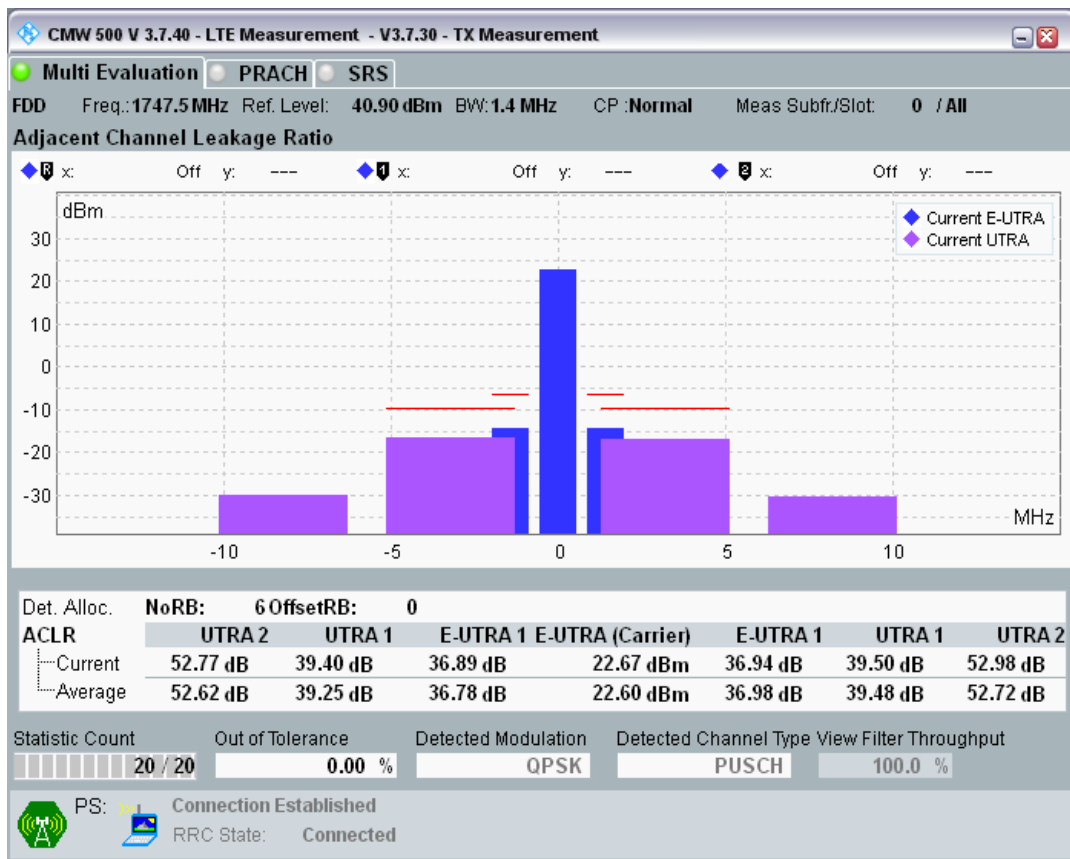 CMW 500 V 3.7.40 - LTE Measurement - V3.7.30 - TX Measurement
Multi Evaluation PRACH SRS
FDD Freq.: 1747.5 MHz Ref. Level: 40.90 dBm BW: 1.4 MHz CP :Normal Meas Subfr./Slot: 0 / All
Adjacent Channel Leakage Ratio
R x: Off y: --- 1 x: Off y: --- 2 x: Off y: ---
dBm
Current E-UTRA
Current UTRA
30
20
10
0
-10
-20
-30
MHz
-10 -5 0 5 10
Det. Alloc. NoRB: 6 OffsetRB: 0
ACLR UTRA 2 UTRA 1 E-UTRA 1 E-UTRA (Carrier) E-UTRA 1 UTRA 1 UTRA 2
Current 52.77 dB 39.40 dB 36.89 dB 22.67 dBm 36.94 dB 39.50 dB 52.98 dB
Average 52.62 dB 39.25 dB 36.78 dB 22.60 dBm 36.98 dB 39.48 dB 52.72 dB
Statistic Count Out of Tolerance Detected Modulation Detected Channel Type View Filter Throughput
20 / 20 0.00 % QPSK PUSCH 100.0 %
PS: Connection Established
RRC State: Connected